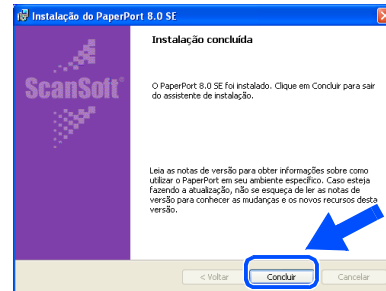 Instalação do PaperPort 8.0 SE
Instalação concluída
ScanSoft
O PaperPort 8.0 SE foi instalado. Clique em Concluir para sair
do assistente de instalação.
Leia as notas de versão para obter informações sobre como
utilizar o PaperPort em seu ambiente específico. Caso esteja
fazendo a atualização, não se esqueça de ler as notas de
versão para conhecer as mudanças e os novos recursos desta
versão.
< Voltar Concluir Cancelar